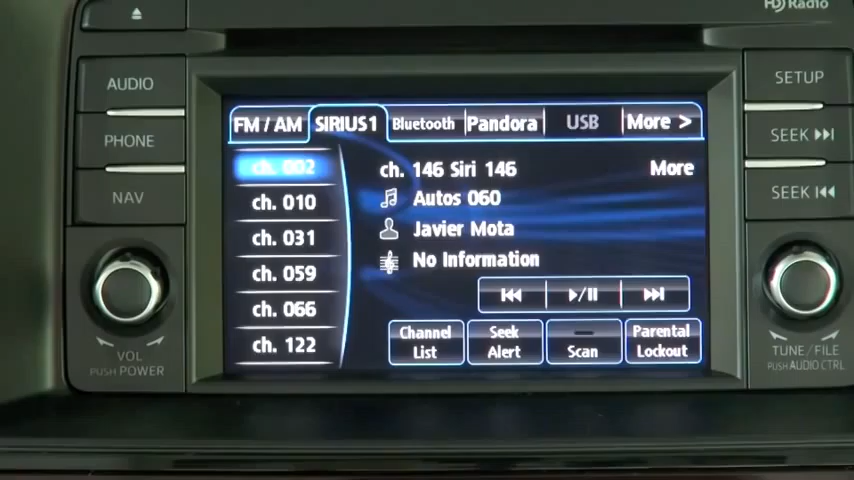 HD Radio
AUDIO
PHONE
NAV
VOL
PUSH POWER
FM / AM
SIRIUS1
Bluetooth
Pandora
USB
More >
ch. 002
ch. 010
ch. 031
ch. 059
ch. 066
ch. 122
ch. 146 Siri 146
More
Autos 060
Javier Mota
No Information
Channel
List
Seek
Alert
Scan
Parental
Lockout
SETUP
SEEK
SEEK
TUNE/FILE
PUSH AUDIO CTRL